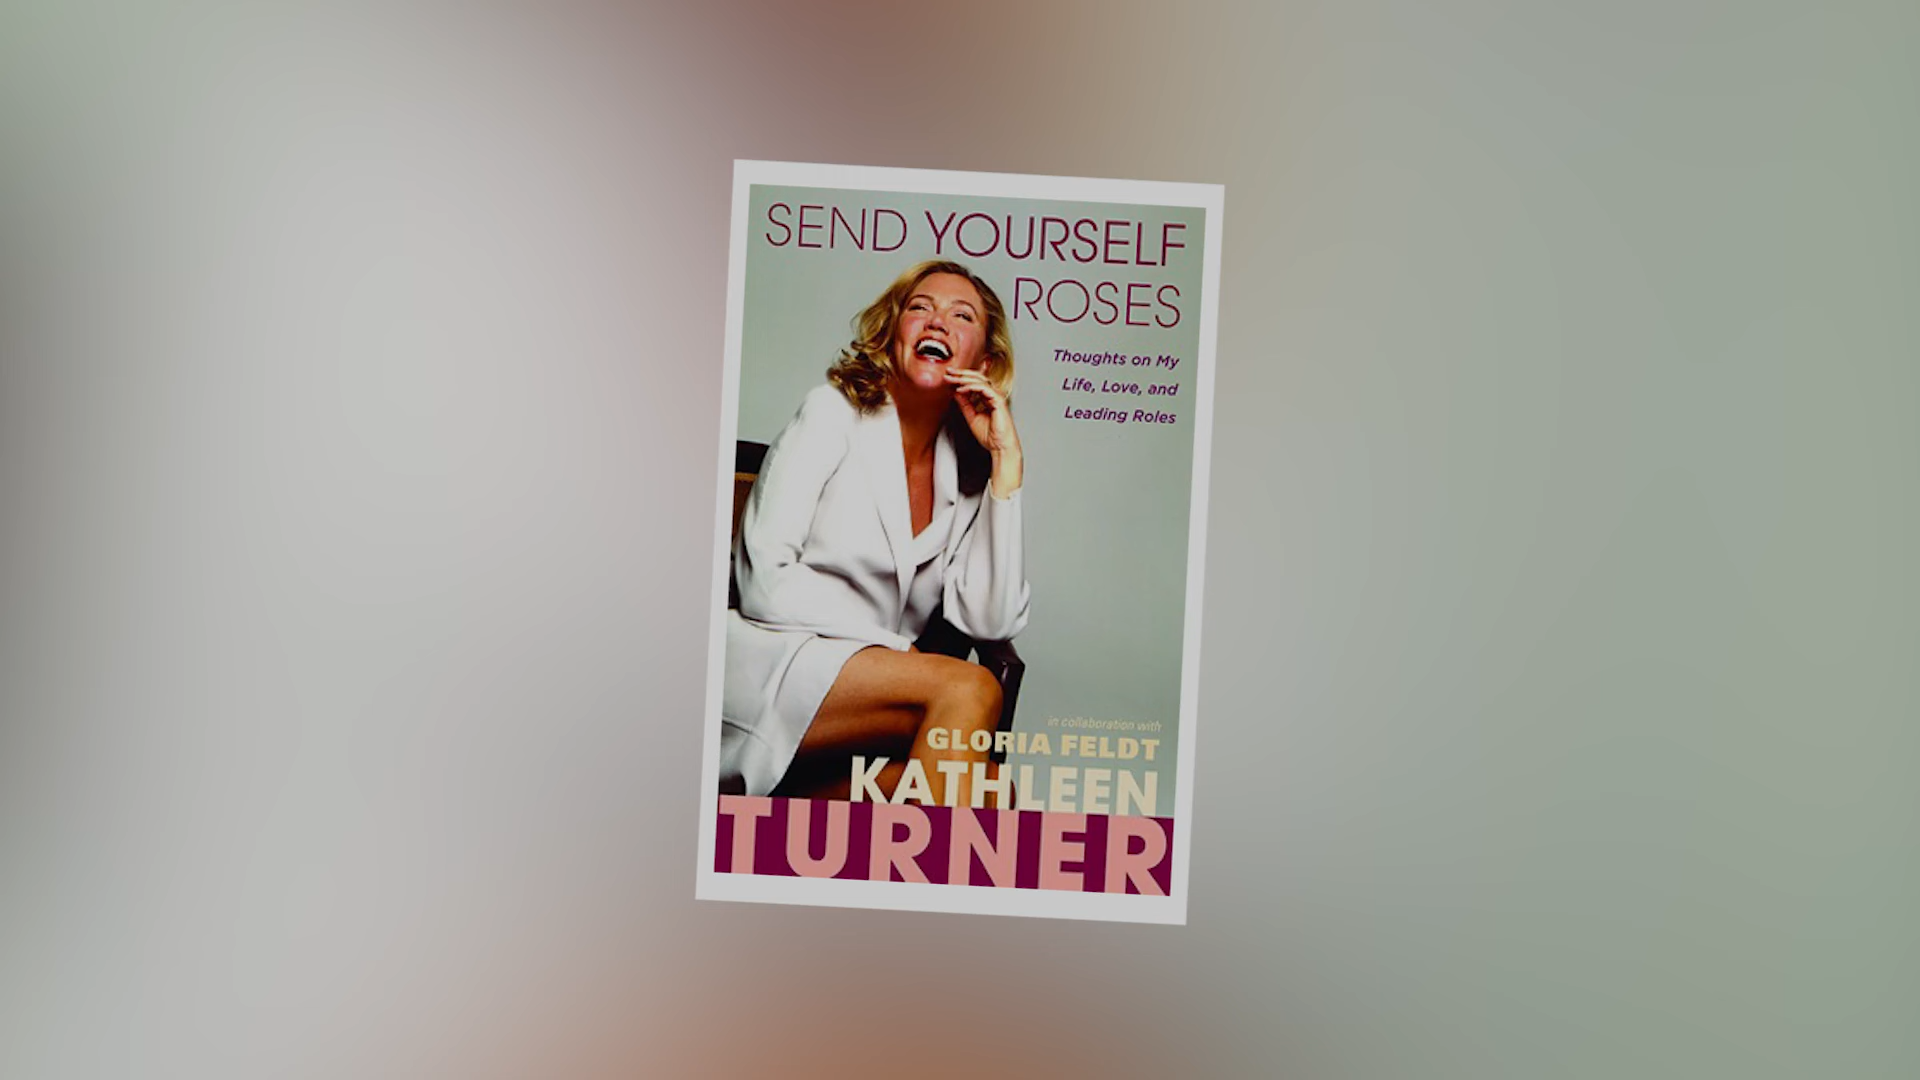 SEND YOURSELF
ROSES
Thoughts on My
Life, Love, and
Leading Roles
in collaboration with
GLORIA FELDT
KATHLEEN
TURNER